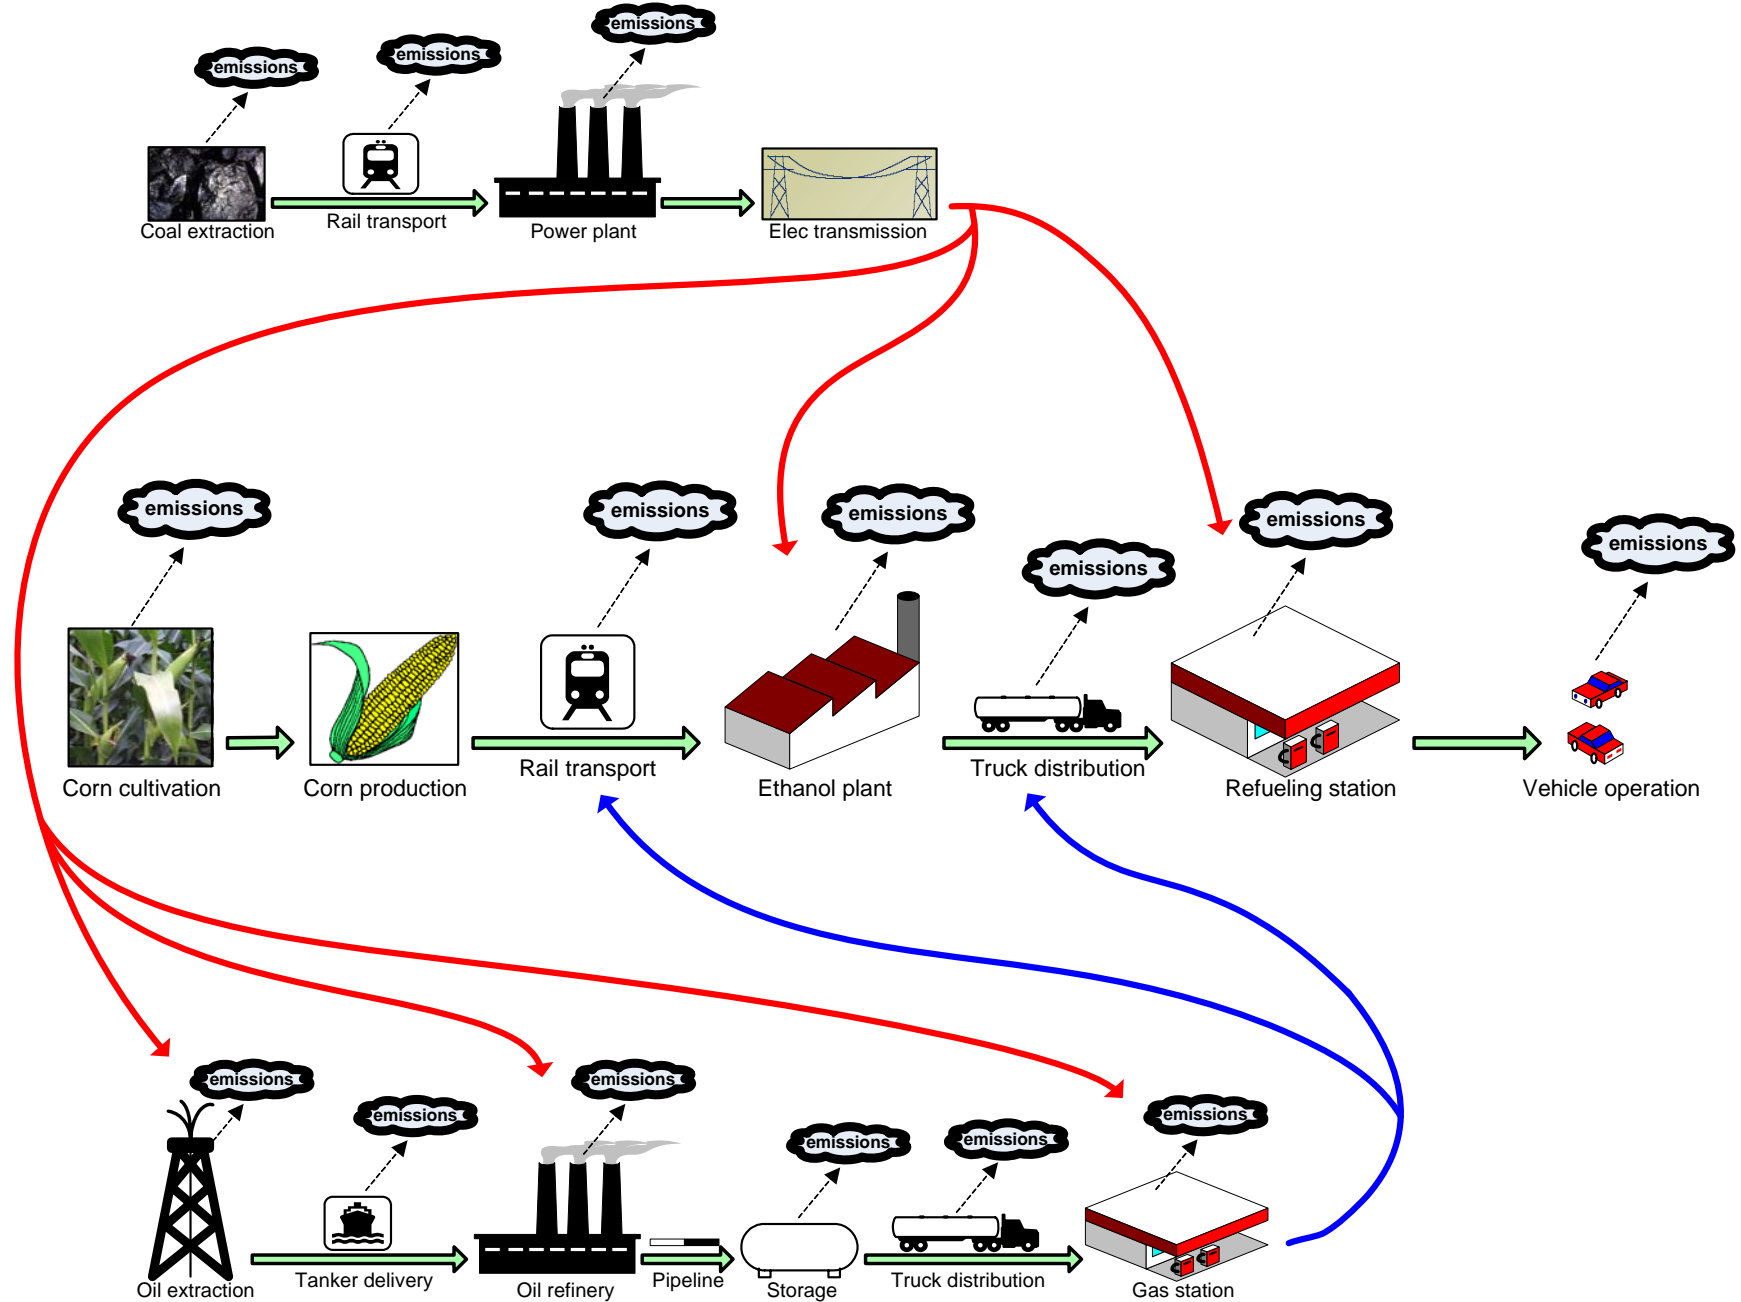 emissions
emissions
emissions
Coal extraction
Rail transport
Power plant
Elec transmission
emissions
emissions
emissions
emissions
emissions
emissions
Corn cultivation
Corn production
Rail transport
Ethanol plant
Truck distribution
Refueling station
Vehicle operation
emissions
emissions
emissions
emissions
emissions
emissions
Oil extraction
Tanker delivery
Oil refinery
Pipeline
Storage
Truck distribution
Gas station